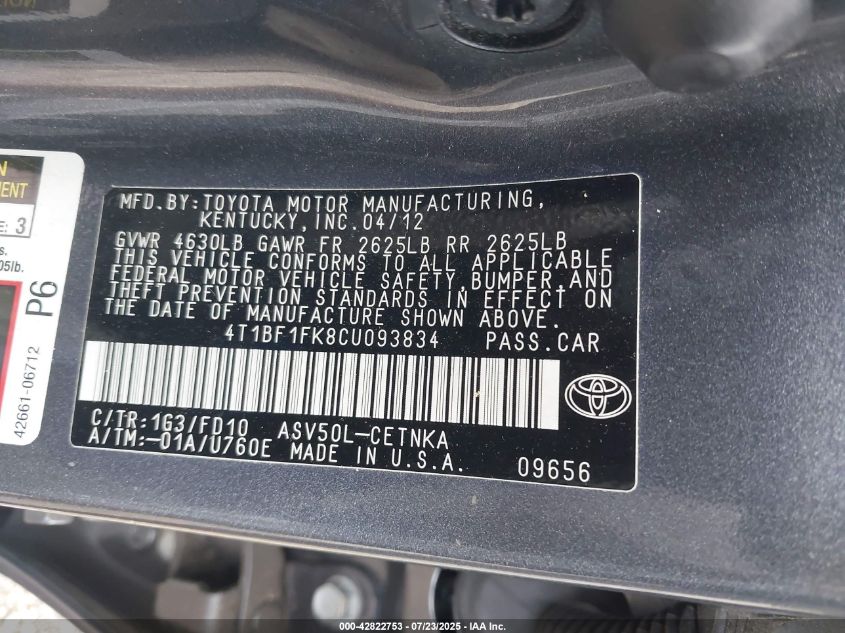 MFD.BY:TOYOTA MOTOR MANUFACTURING,
KENTUCKY, INC. 04/12
GVWR 4630LB GAWR FR 2625LB RR 2625LB
THIS VEHICLE CONFORMS TO ALL APPLICABLE
FEDERAL MOTOR VEHICLE SAFETY,BUMPER,AND
THEFT PREVENTION STANDARDS IN EFFECT ON
THE DATE OF MANUFACTURE SHOWN ABOVE.
4T1BF1FK8CU093834 PASS.CAR
C/TR:1G3/FD10 ASV50L-CETNKA
A/TM:-01A/U760E MADE IN U.S.A.
09656
N
MENT
E: 3
s.
05lb.
P6
42661-06712
000-42822753 - 07/23/2025 - © IAA Inc.